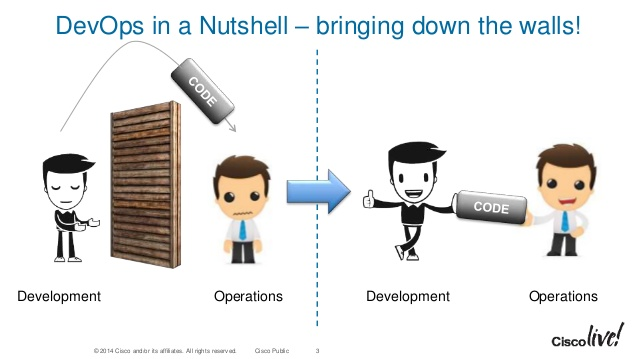 DevOps in a Nutshell – bringing down the walls!
CODE
CODE
Development
Operations
Development
Operations
© 2014 Cisco and/or its affiliates. All rights reserved.
Cisco Public
3
Cisco live!